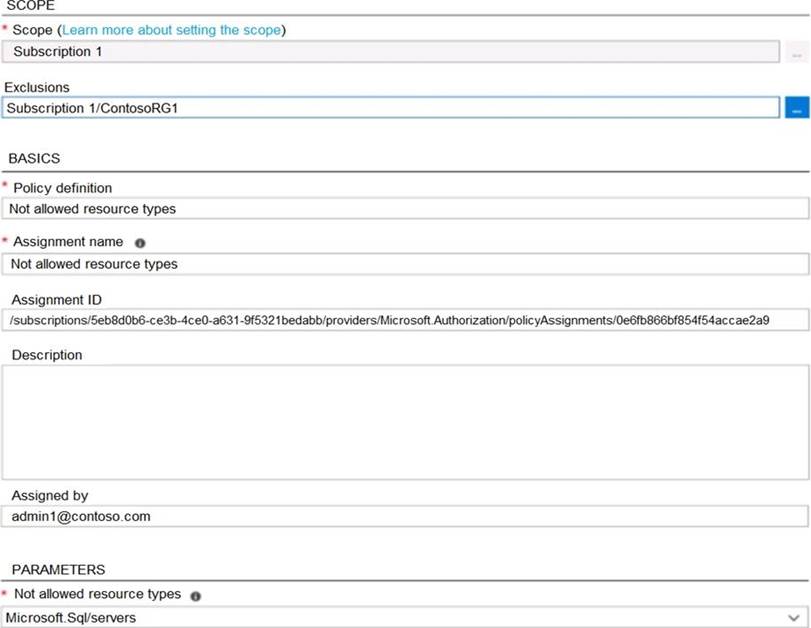 SCOPE
* Scope (Learn more about setting the scope)
Subscription 1
...
Exclusions
Subscription 1/ContosoRG1
...
BASICS
* Policy definition
Not allowed resource types
* Assignment name
Not allowed resource types
Assignment ID
/subscriptions/5eb8d0b6-ce3b-4ce0-a631-9f5321bedabb/providers/Microsoft.Authorization/policyAssignments/0e6fb866bf854f54accae2a9
Description
Assigned by
admin1@contoso.com
PARAMETERS
* Not allowed resource types
Microsoft.Sql/servers